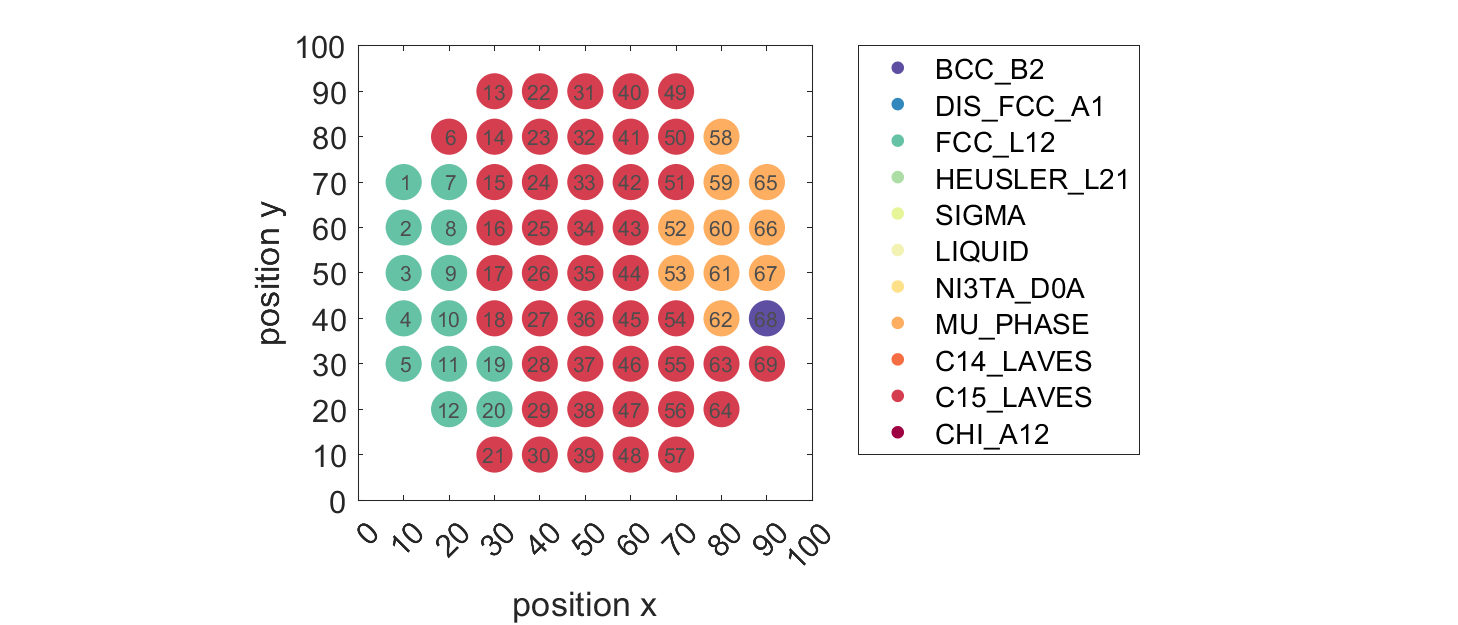 100
90
80
70
60
50
40
30
20
10
0
position y
13 22 31 40 49
6 14 23 32 41 50 58
1 7 15 24 33 42 51 59 65
2 8 16 25 34 43 52 60 66
3 9 17 26 35 44 53 61 67
4 10 18 27 36 45 54 62 68
5 11 19 28 37 46 55 63 69
12 20 29 38 47 56 64
21 30 39 48 57
0 10 20 30 40 50 60 70 80 90 100
position x
BCC_B2
DIS_FCC_A1
FCC_L12
HEUSLER_L21
SIGMA
LIQUID
NI3TA_D0A
MU_PHASE
C14_LAVES
C15_LAVES
CHI_A12